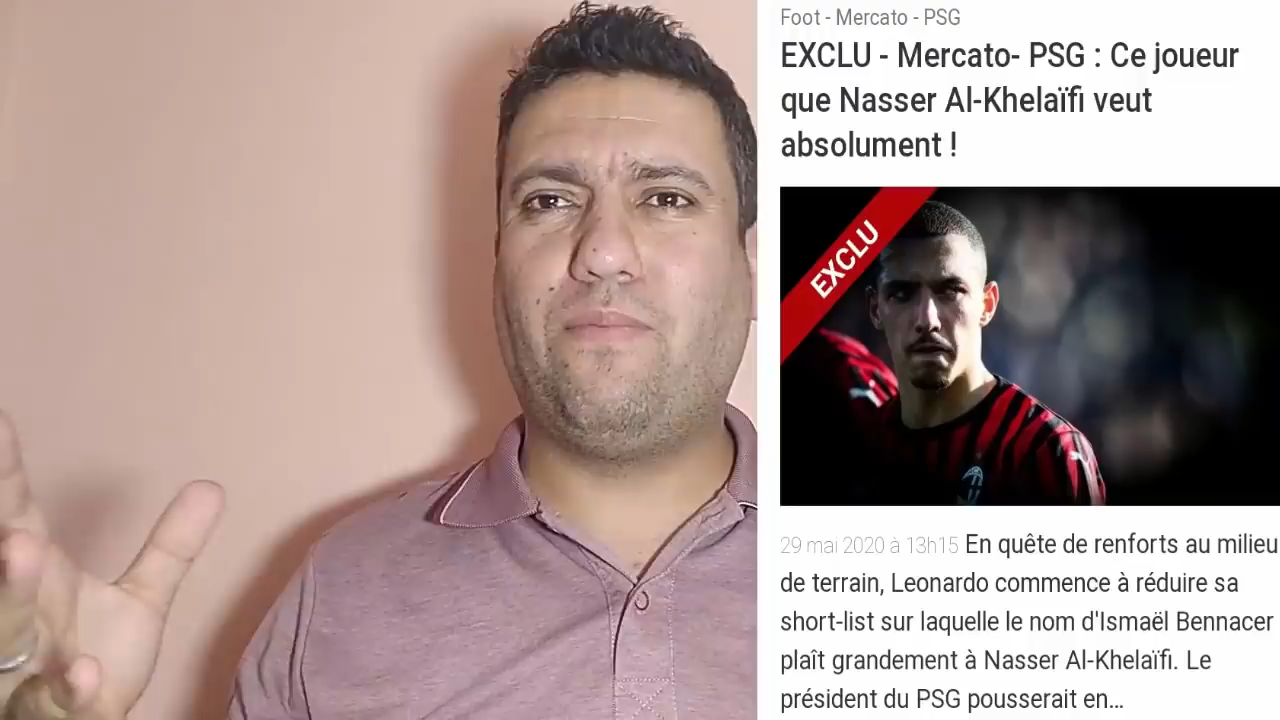 Foot - Mercato - PSG
EXCLU - Mercato- PSG : Ce joueur
que Nasser Al-Khelaïfi veut
absolument !
EXCLU
29 mai 2020 à 13h15 En quête de renforts au milieu
de terrain, Leonardo commence à réduire sa
short-list sur laquelle le nom d'Ismaël Bennacer
plaît grandement à Nasser Al-Khelaïfi. Le
président du PSG pousserait en...